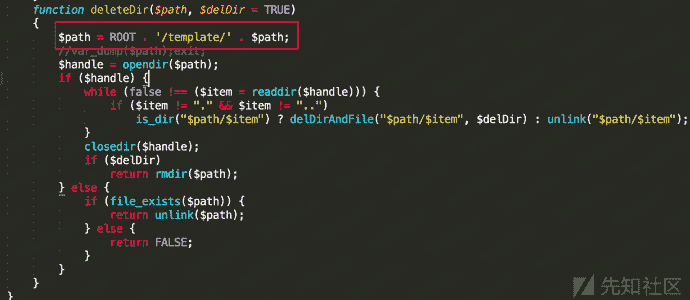 function deleteDir($path, $delDir = TRUE)
{
$path = ROOT . '/template/' . $path;
//var_dump($path);exit;
$handle = opendir($path);
if ($handle) {
while (false !== ($item = readdir($handle))) {
if ($item != "." && $item != "..")
is_dir("$path/$item") ? delDirAndFile("$path/$item", $delDir) : unlink("$path/$item");
}
closedir($handle);
if ($delDir)
return rmdir($path);
} else {
if (file_exists($path)) {
return unlink($path);
} else {
return FALSE;
}
}
}
}
先知社区